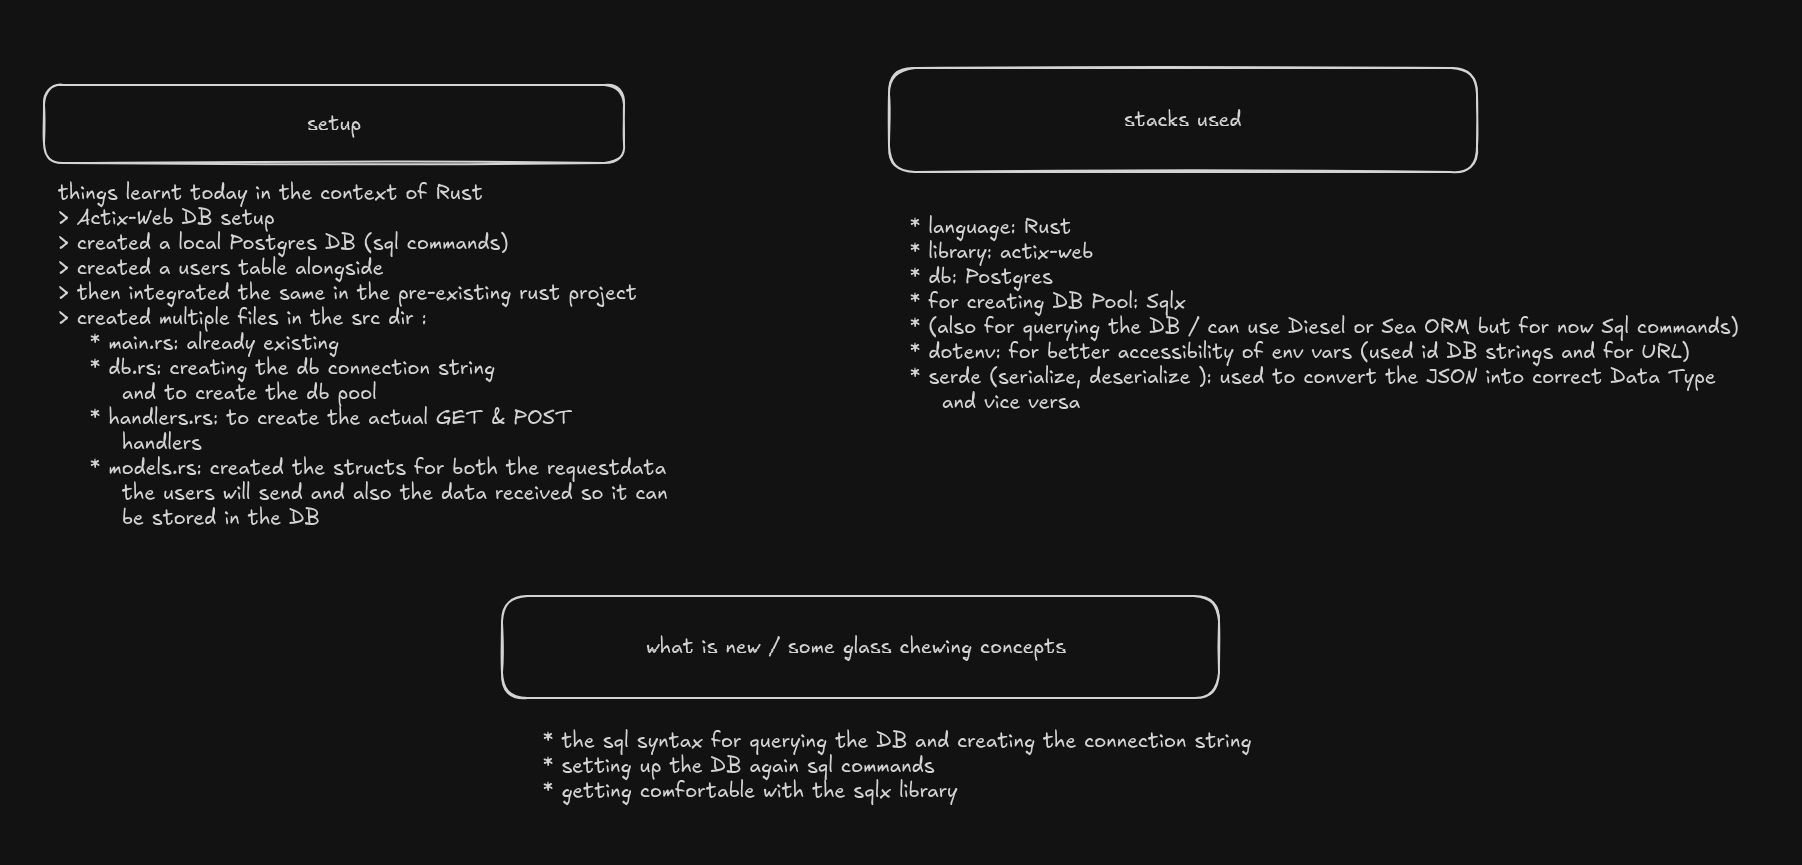 setup
things learnt today in the context of Rust
> Actix-Web DB setup
> created a local Postgres DB (sql commands)
> created a users table alongside
> then integrated the same in the pre-existing rust project
> created multiple files in the src dir :
* main.rs: already existing
* db.rs: creating the db connection string
and to create the db pool
* handlers.rs: to create the actual GET & POST
handlers
* models.rs: created the structs for both the requestdata
the users will send and also the data received so it can
be stored in the DB
stacks used
* language: Rust
* library: actix-web
* db: Postgres
* for creating DB Pool: Sqlx
* (also for querying the DB / can use Diesel or Sea ORM but for now Sql commands)
* dotenv: for better accessibility of env vars (used id DB strings and for URL)
* serde (serialize, deserialize ): used to convert the JSON into correct Data Type
and vice versa
what is new / some glass chewing concepts
* the sql syntax for querying the DB and creating the connection string
* setting up the DB again sql commands
* getting comfortable with the sqlx library